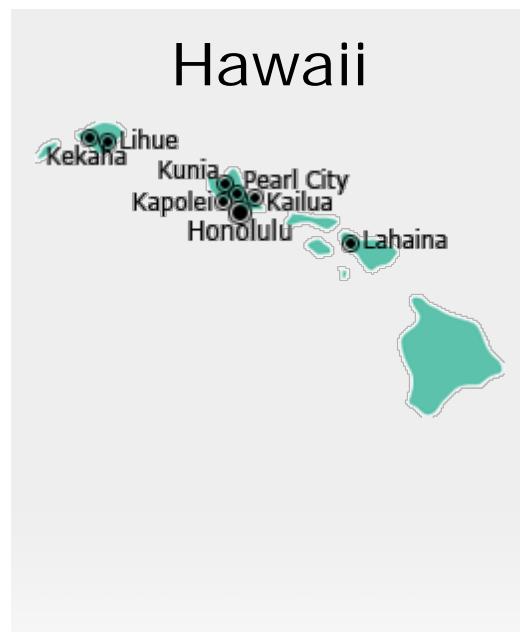 Hawaii
Lihue
Kekaha
Kunia
Pearl City
Kapolei
Kailua
Honolulu
Lahaina